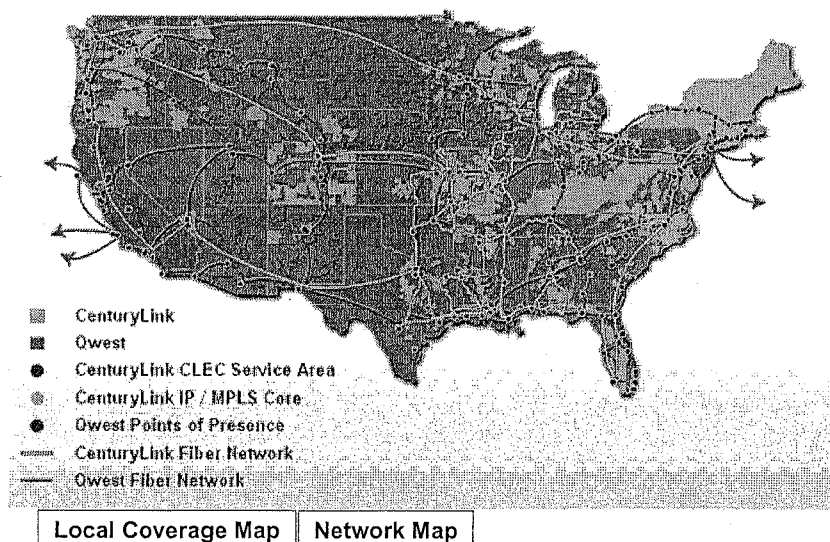 CenturyLink
Qwest
CenturyLink CLEC Service Area
CenturyLink IP / MPLS Core
Qwest Points of Presence
CenturyLink Fiber Network
Qwest Fiber Network
Local Coverage Map
Network Map